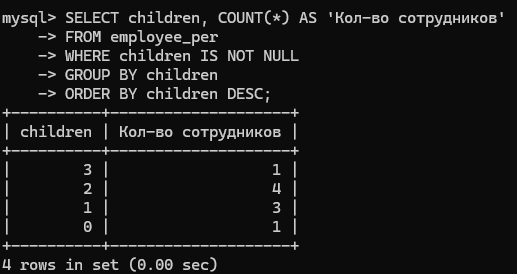 mysql> SELECT children, COUNT(*) AS 'Кол-во сотрудников'
    -> FROM employee_per
    -> WHERE children IS NOT NULL
    -> GROUP BY children
    -> ORDER BY children DESC;
+----------+--------------------+
| children | Кол-во сотрудников |
+----------+--------------------+
|        3 |                  1 |
|        2 |                  4 |
|        1 |                  3 |
|        0 |                  1 |
+----------+--------------------+
4 rows in set (0.00 sec)